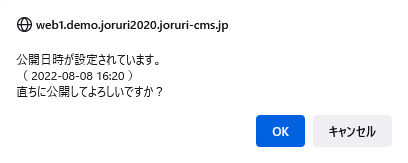 web1.demo.joruri2020.joruri-cms.jp
公開日時が設定されています。
（ 2022-08-08 16:20 ）
直ちに公開してよろしいですか？
OK
キャンセル